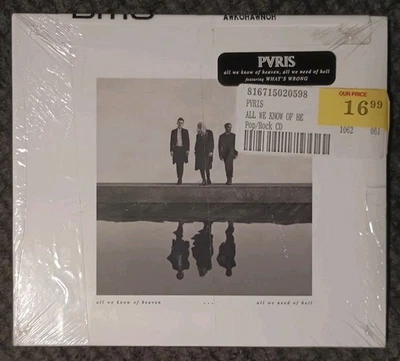 PVRIS
all we know of heaven, all we need of hell
featuring WHAT'S WRONG
816715020598
PVRIS
ALL WE KNOW OF HE
Pop/Rock CD
OUR PRICE
16 99
1062 061
all we know of heaven ... all we need of hell